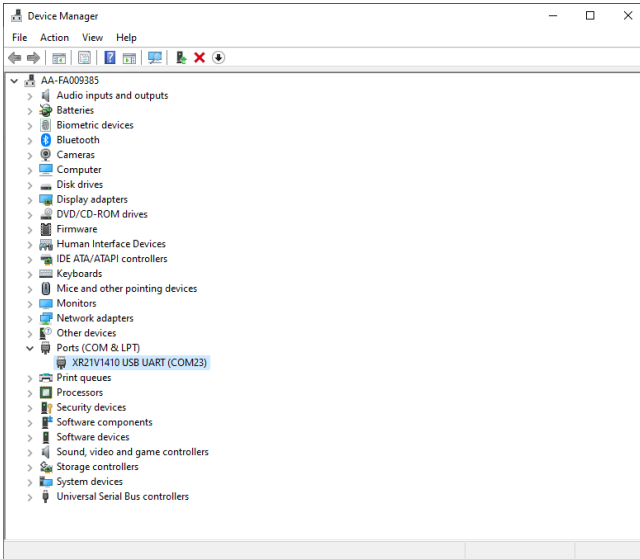 Device Manager
File Action View Help
AA-FA009385
Audio inputs and outputs
Batteries
Biometric devices
Bluetooth
Cameras
Computer
Disk drives
Display adapters
DVD/CD-ROM drives
Firmware
Human Interface Devices
IDE ATA/ATAPI controllers
Keyboards
Mice and other pointing devices
Monitors
Network adapters
Other devices
Ports (COM & LPT)
XR21V1410 USB UART (COM23)
Print queues
Processors
Security devices
Software components
Software devices
Sound, video and game controllers
Storage controllers
System devices
Universal Serial Bus controllers